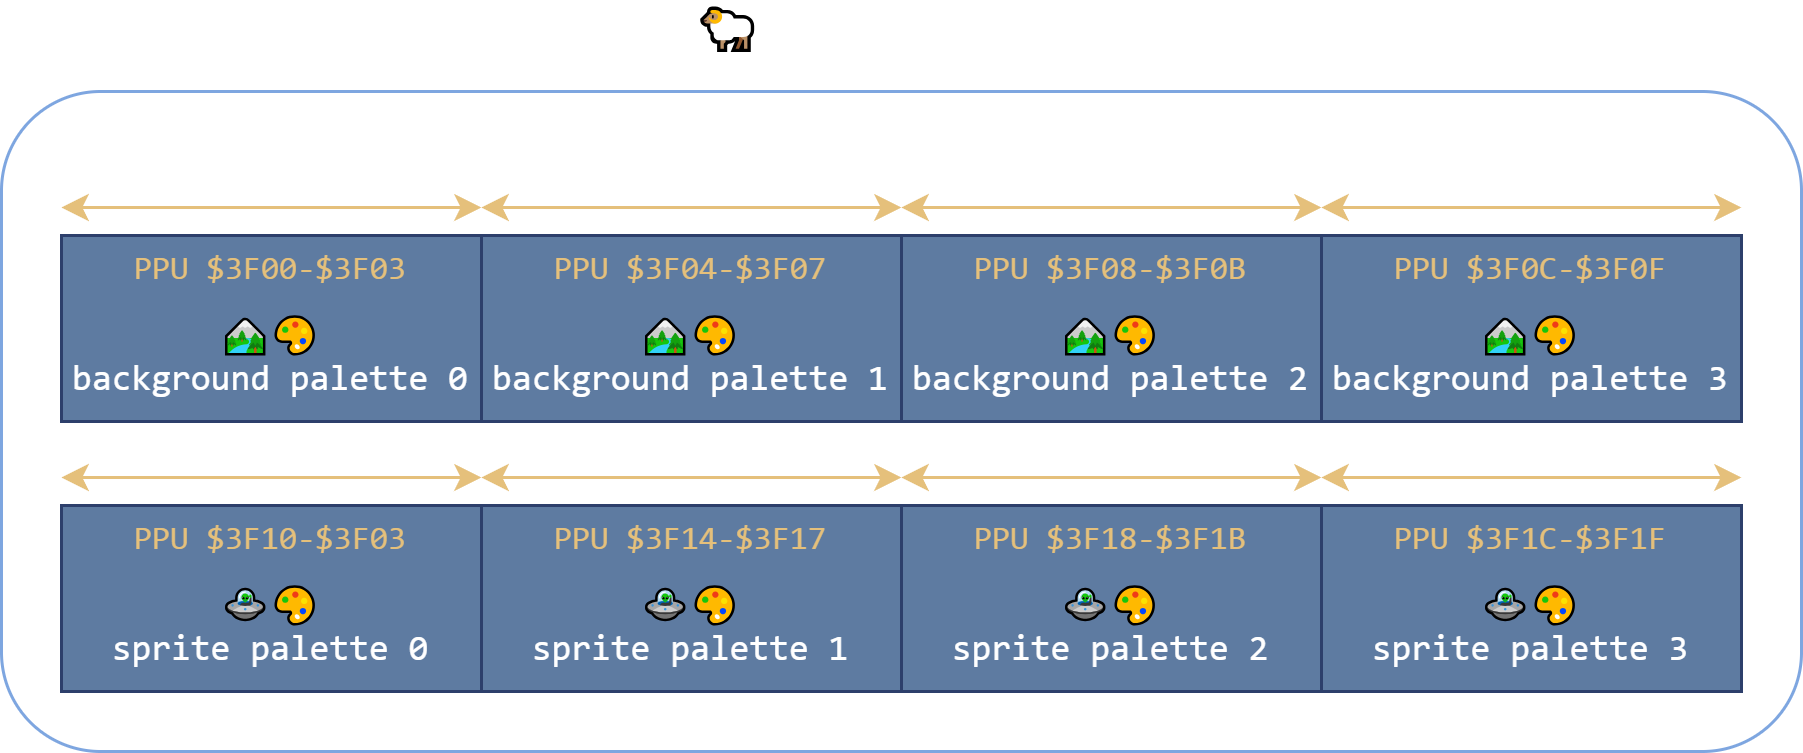 PPU $3F00-$3F03
background palette 0
PPU $3F04-$3F07
background palette 1
PPU $3F08-$3F0B
background palette 2
PPU $3F0C-$3F0F
background palette 3
PPU $3F10-$3F03
sprite palette 0
PPU $3F14-$3F17
sprite palette 1
PPU $3F18-$3F1B
sprite palette 2
PPU $3F1C-$3F1F
sprite palette 3